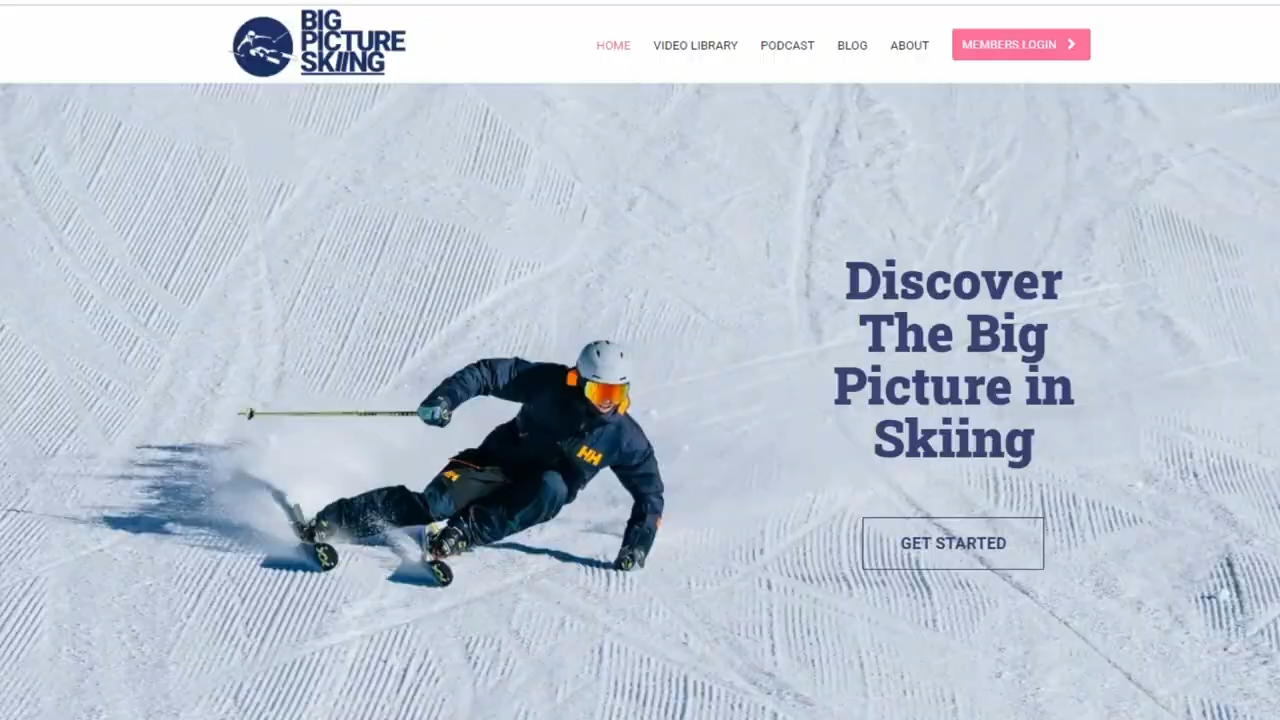 BIG
PICTURE
SKIING
HOME VIDEO LIBRARY PODCAST BLOG ABOUT MEMBERS LOGIN
Discover
The Big
Picture in
Skiing
HH
HH
GET STARTED